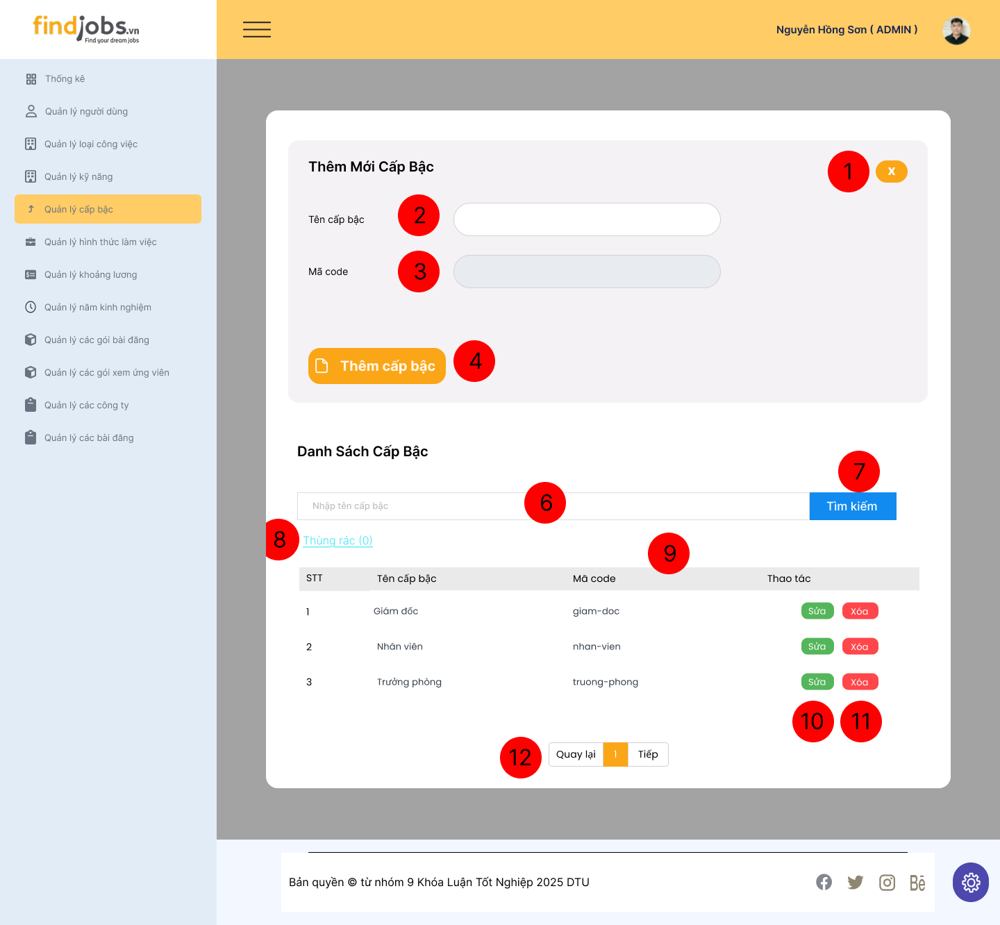 findjobs.vn
Find your dream jobs
Nguyễn Hồng Sơn ( ADMIN )
Thống kê
Quản lý người dùng
Quản lý loại công việc
Quản lý kỹ năng
Quản lý cấp bậc
Quản lý hình thức làm việc
Quản lý khoảng lương
Quản lý năm kinh nghiệm
Quản lý các gói bài đăng
Quản lý các gói xem ứng viên
Quản lý các công ty
Quản lý các bài đăng
Thêm Mới Cấp Bậc
1
X
Tên cấp bậc
2
Mã code
3
Thêm cấp bậc
4
Danh Sách Cấp Bậc
7
Nhập tên cấp bậc
6
Tìm kiếm
8
Thùng rác (0)
9
STT Tên cấp bậc Mã code Thao tác
1 Giám đốc giam-doc Sửa Xóa
2 Nhân viên nhan-vien Sửa Xóa
3 Trưởng phòng truong-phong Sửa Xóa
10 11
12
Quay lại 1 Tiếp
Bản quyền © từ nhóm 9 Khóa Luận Tốt Nghiệp 2025 DTU